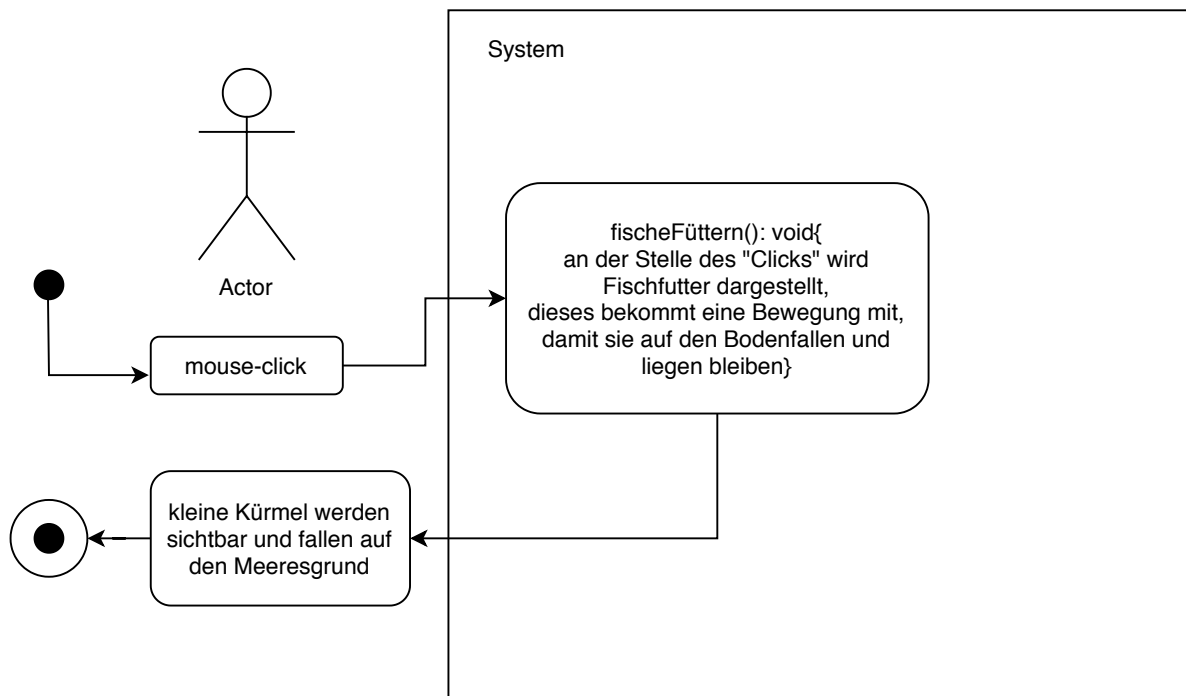 System
Actor
mouse-click
fischeFüttern(): void{
an der Stelle des "Clicks" wird
Fischfutter dargestellt,
dieses bekommt eine Bewegung mit,
damit sie auf den Bodenfallen und
liegen bleiben}
kleine Kürmel werden
sichtbar und fallen auf
den Meeresgrund